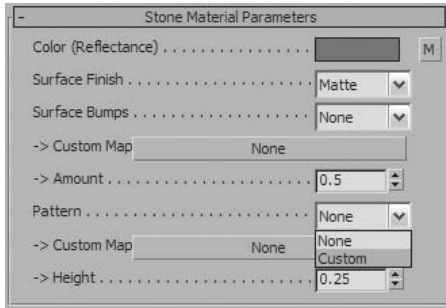 - Stone Material Parameters
Color (Reflectance) . . . . . . . . . . . . . . . . M
Surface Finish . . . . . . . . . . . . . . . . . . . Matte
Surface Bumps . . . . . . . . . . . . . . . . . . None
-> Custom Map None
-> Amount . . . . . . . . . . . . . . . . . . . . . . 0.5
Pattern . . . . . . . . . . . . . . . . . . . . . . . . None
None
-> Custom Map None
Custom
-> Height . . . . . . . . . . . . . . . . . . . . . . . 0.25